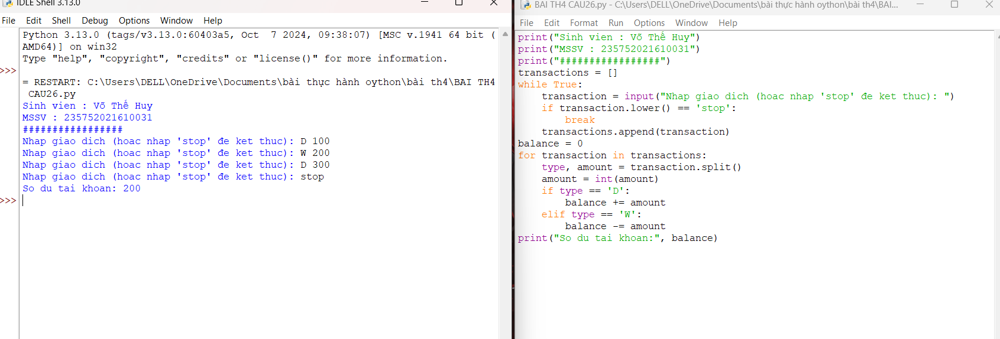 IDLE Shell 3.13.0
File Edit Shell Debug Options Window Help
Python 3.13.0 (tags/v3.13.0:60403a5, Oct  7 2024, 09:38:07) [MSC v.1941 64 bit (
AMD64)] on win32
Type "help", "copyright", "credits" or "license()" for more information.
>>>
= RESTART: C:\Users\DELL\OneDrive\Documents\bài thực hành oython\bài th4\BAI TH4
CAU26.py
Sinh vien : Võ Thế Huy
MSSV : 235752021610031
#################
Nhap giao dich (hoac nhap 'stop' đe ket thuc): D 100
Nhap giao dich (hoac nhap 'stop' đe ket thuc): W 200
Nhap giao dich (hoac nhap 'stop' đe ket thuc): D 300
Nhap giao dich (hoac nhap 'stop' đe ket thuc): stop
So du tai khoan: 200
>>>
BAI TH4 CAU26.py - C:\Users\DELL\OneDrive\Documents\bài thực hành oython\bài th4\BAI...
File Edit Format Run Options Window Help
print("Sinh vien : Võ Thế Huy")
print("MSSV : 235752021610031")
print("#################")
transactions = []
while True:
    transaction = input("Nhap giao dich (hoac nhap 'stop' đe ket thuc): ")
    if transaction.lower() == 'stop':
        break
    transactions.append(transaction)
balance = 0
for transaction in transactions:
    type, amount = transaction.split()
    amount = int(amount)
    if type == 'D':
        balance += amount
    elif type == 'W':
        balance -= amount
print("So du tai khoan:", balance)